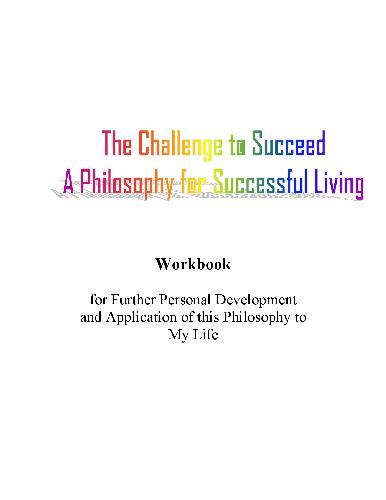 The Challenge to Succeed
A Philosophy for Successful Living
Workbook
for Further Personal Development
and Application of this Philosophy to
My Life